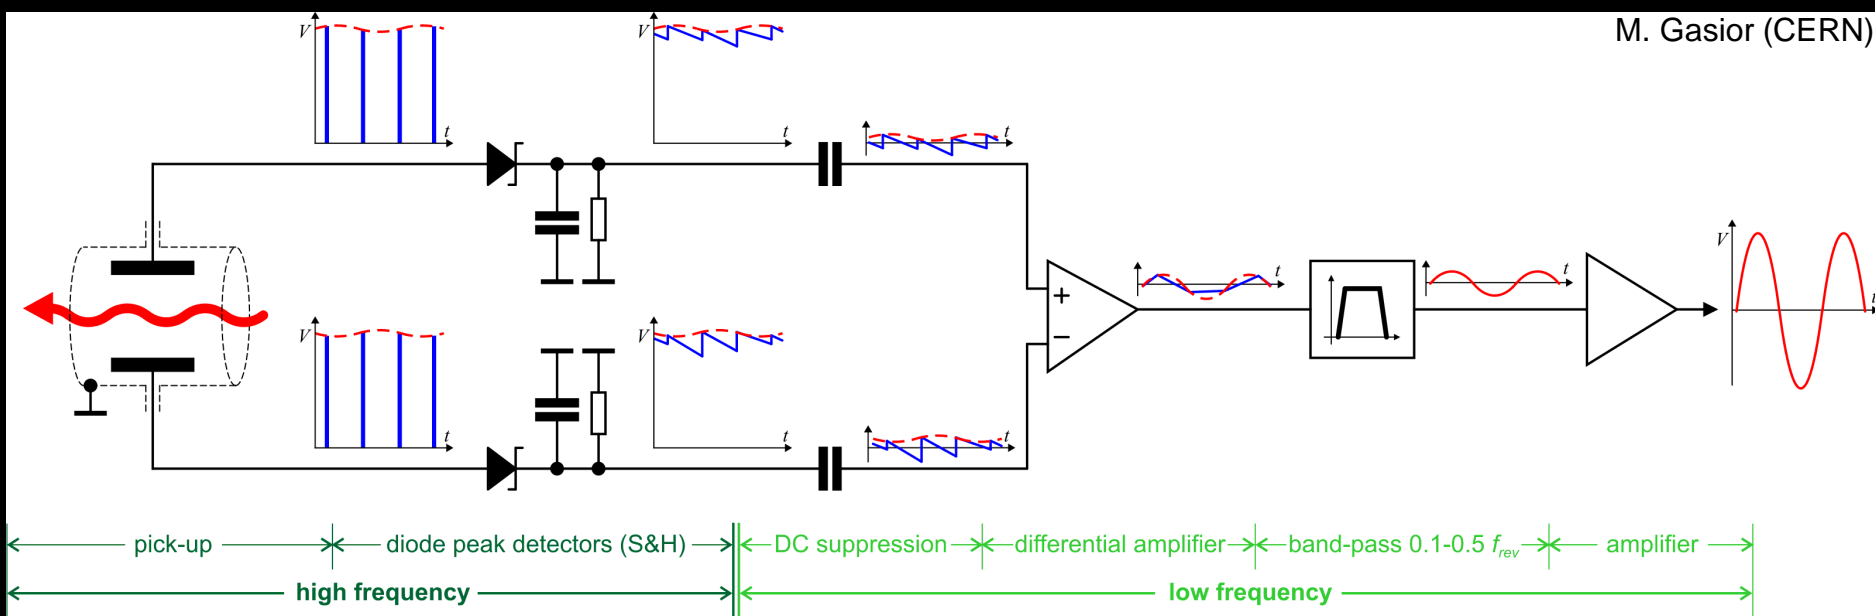 M. Gasior (CERN)
V
t
V
t
t
V
t
V
t
t
+
−
t
t
V
t
pick-up
diode peak detectors (S&H)
DC suppression
differential amplifier
band-pass 0.1-0.5 f_rev
amplifier
high frequency
low frequency